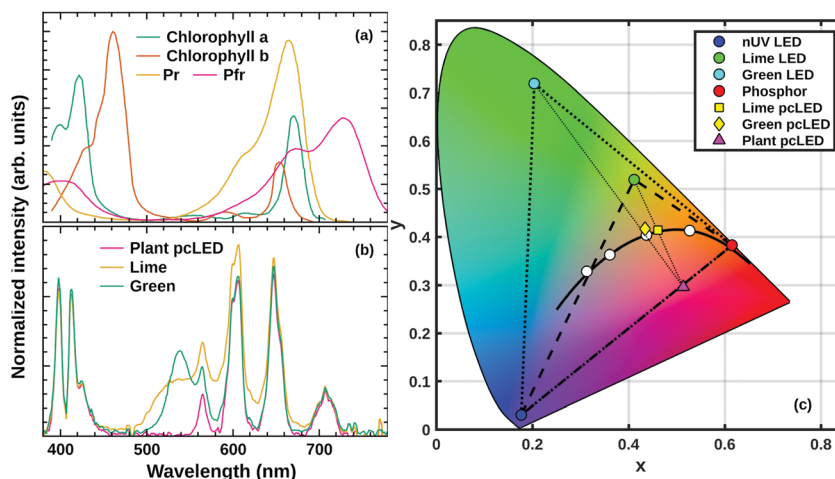 (a)
Chlorophyll a
Chlorophyll b
Pr Pfr
(b)
Plant pcLED
Lime
Green
Normalized intensity (arb. units)
400 500 600 700
Wavelength (nm)
nUV LED
Lime LED
Green LED
Phosphor
Lime pcLED
Green pcLED
Plant pcLED
0.8
0.7
0.6
0.5
0.4
0.3
0.2
0.1
0
y
(c)
0 0.2 0.4 0.6 0.8
x